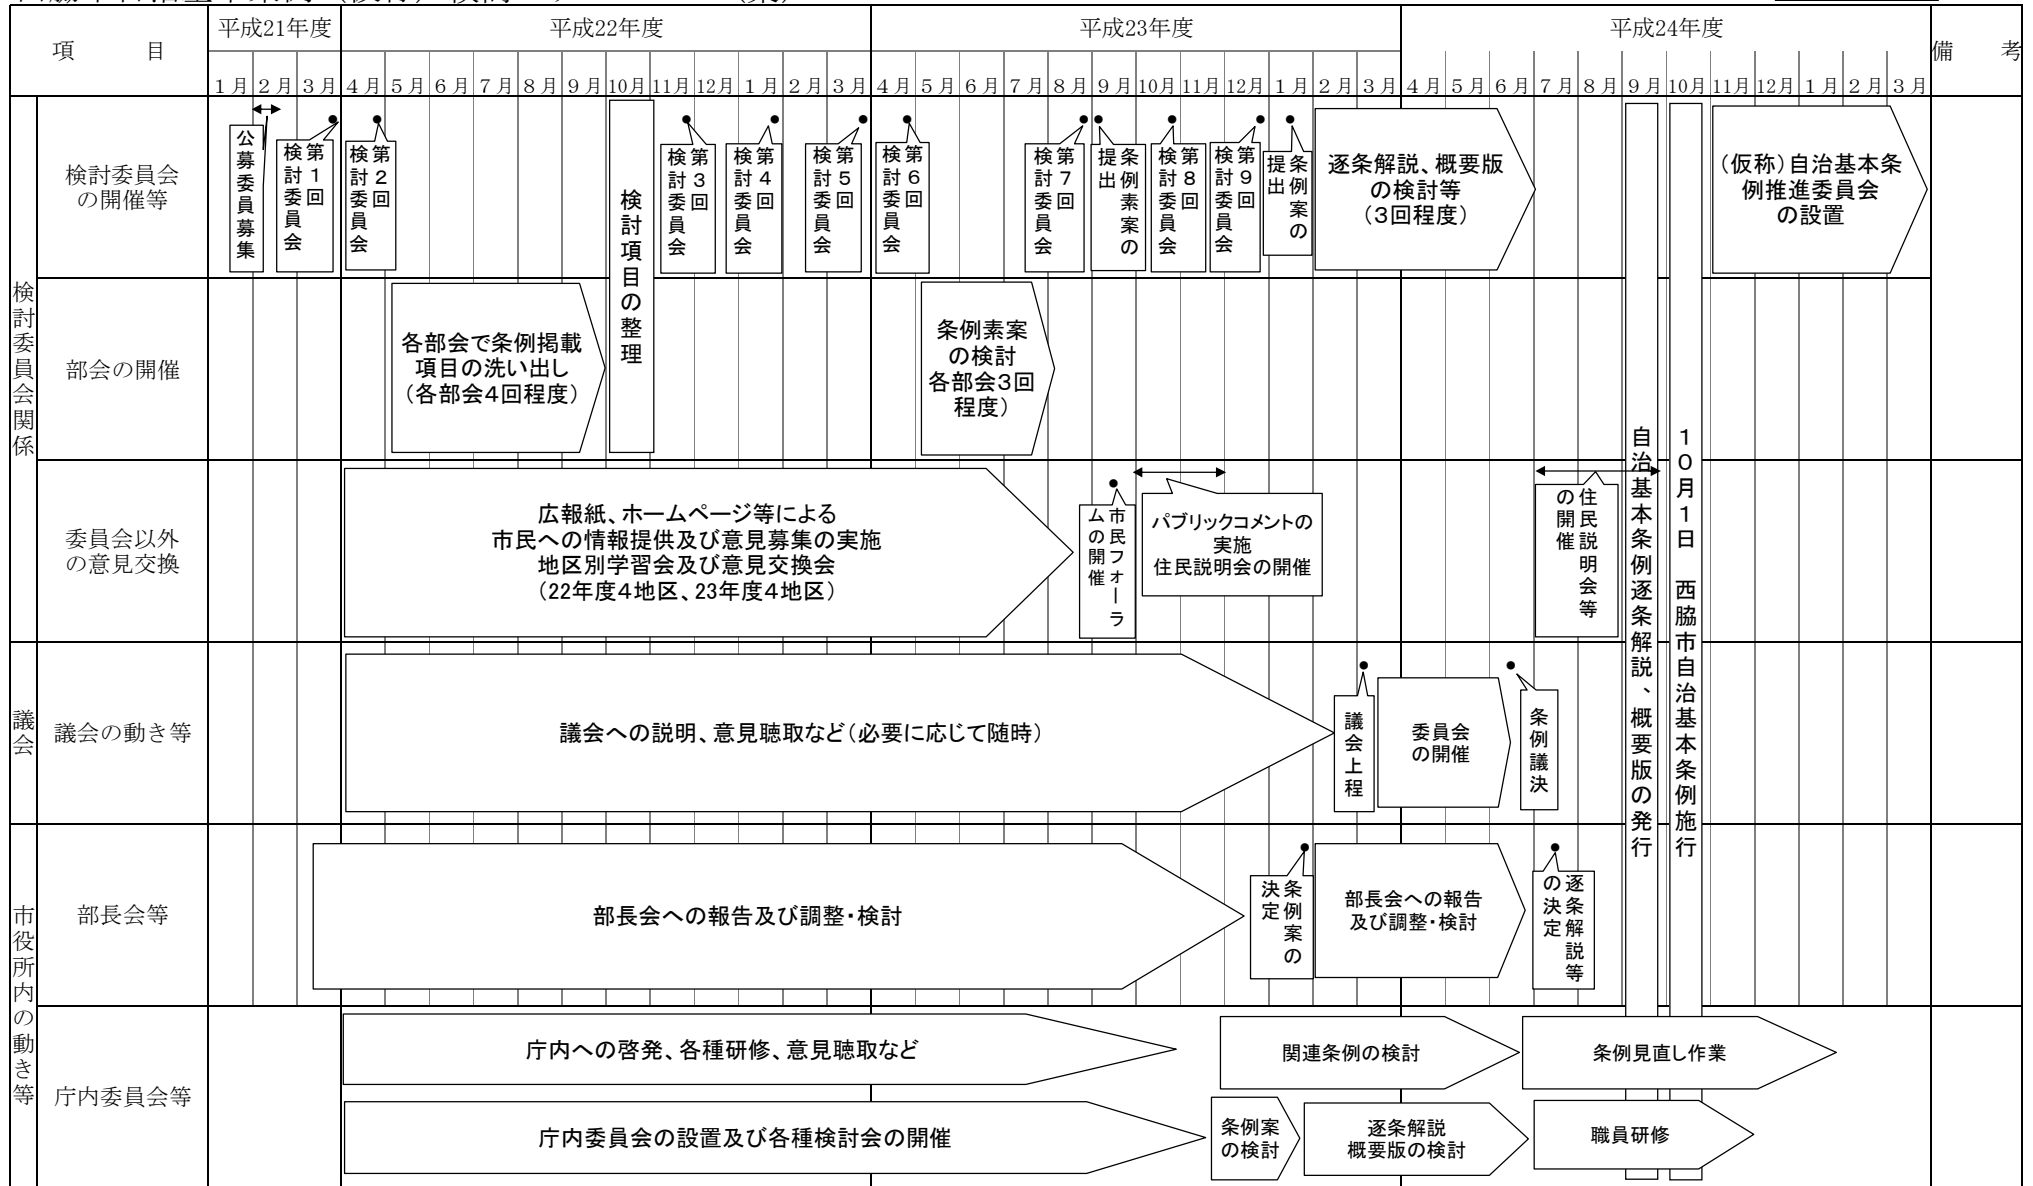 項　　目
平成21年度
平成22年度
平成23年度
平成24年度
備　　考
１月
２月
３月
４月
５月
６月
７月
８月
９月
10月
11月
12月
１月
２月
３月
４月
５月
６月
７月
８月
９月
10月
11月
12月
１月
２月
３月
４月
５月
６月
７月
８月
９月
10月
11月
12月
１月
２月
３月
検討委員会関係
検討委員会
の開催等
公募委員募集
第１回
検討委員会
第２回
検討委員会
検討項目の整理
第３回
検討委員会
第４回
検討委員会
第５回
検討委員会
第６回
検討委員会
第７回
検討委員会
条例素案の
提出
第８回
検討委員会
第９回
検討委員会
条例案の
提出
逐条解説、概要版
の検討等
（３回程度）
（仮称）自治基本条
例推進委員会
の設置
部会の開催
各部会で条例掲載
項目の洗い出し
（各部会４回程度）
条例素案
の検討
各部会３回
程度）
委員会以外
の意見交換
広報紙、ホームページ等による
市民への情報提供及び意見募集の実施
地区別学習会及び意見交換会
（22年度４地区、23年度４地区）
市民フォーラ
ムの開催
パブリックコメントの
実施
住民説明会の開催
住民説明会等
の開催
自治基本条例逐条解説、概要版の発行
１０月１日　西脇市自治基本条例施行
議会
議会の動き等
議会への説明、意見聴取など（必要に応じて随時）
議会上程
委員会
の開催
条例議決
市役所内の動き等
部長会等
部長会への報告及び調整・検討
条例案の
決定
部長会への報告
及び調整・検討
逐条解説等
の決定
庁内委員会等
庁内への啓発、各種研修、意見聴取など
関連条例の検討
条例見直し作業
庁内委員会の設置及び各種検討会の開催
条例案
の検討
逐条解説
概要版の検討
職員研修